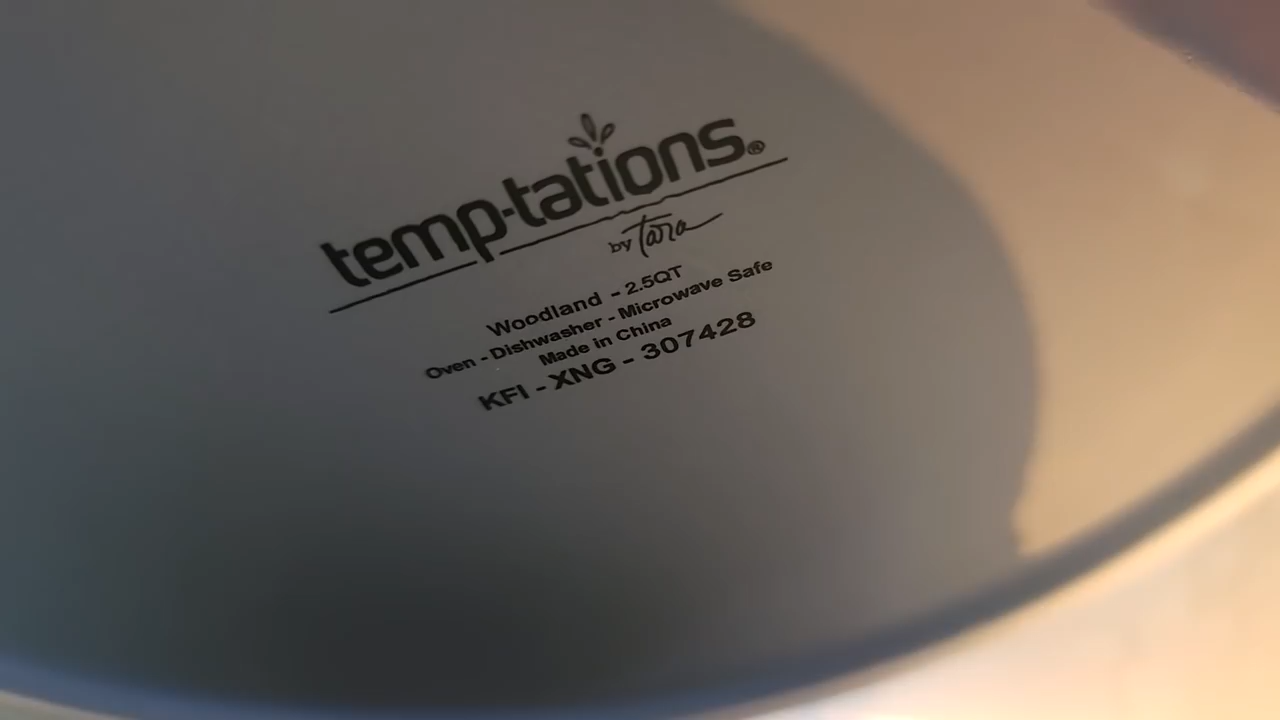 temp-tations®
by tara
Woodland - 2.5QT
Oven - Dishwasher - Microwave Safe
Made in China
KFI - XNG - 307428